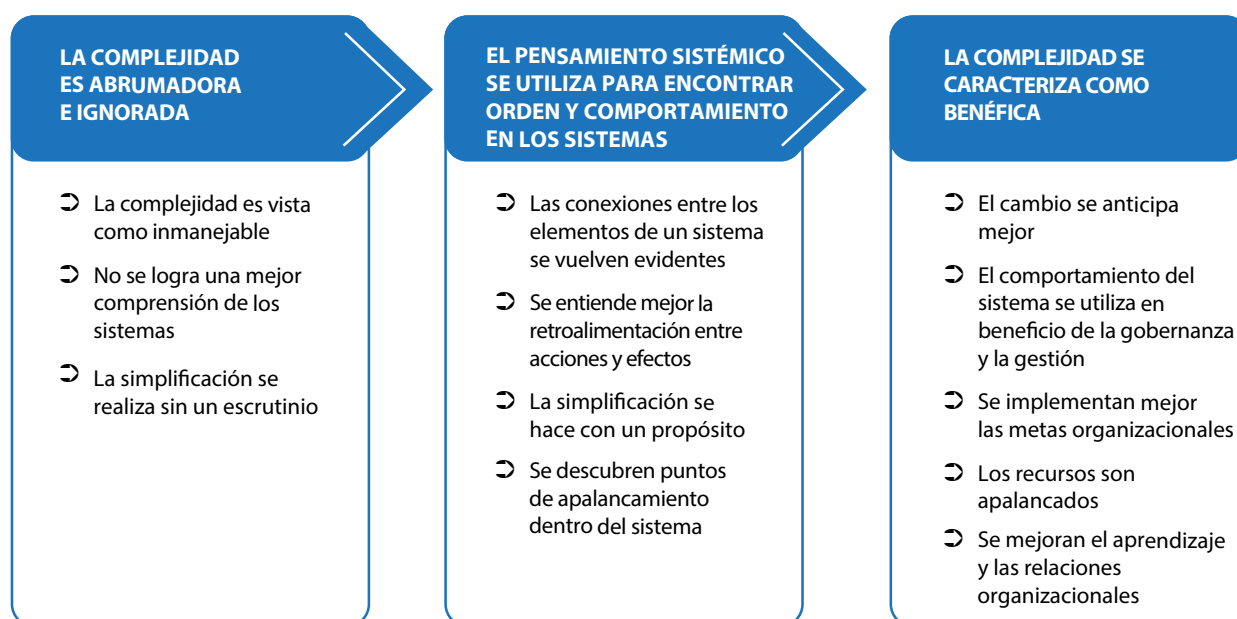 LA COMPLEJIDAD
ES ABRUMADORA
E IGNORADA
La complejidad es vista
como inmanejable
No se logra una mejor
comprensión de los
sistemas
La simplificación se
realiza sin un escrutinio
EL PENSAMIENTO SISTÉMICO
SE UTILIZA PARA ENCONTRAR
ORDEN Y COMPORTAMIENTO
EN LOS SISTEMAS
Las conexiones entre los
elementos de un sistema
se vuelven evidentes
Se entiende mejor la
retroalimentación entre
acciones y efectos
La simplificación se
hace con un propósito
Se descubren puntos
de apalancamiento
dentro del sistema
LA COMPLEJIDAD SE
CARACTERIZA COMO
BENÉFICA
El cambio se anticipa
mejor
El comportamiento del
sistema se utiliza en
beneficio de la gobernanza
y la gestión
Se implementan mejor
las metas organizacionales
Los recursos son
apalancados
Se mejoran el aprendizaje
y las relaciones
organizacionales